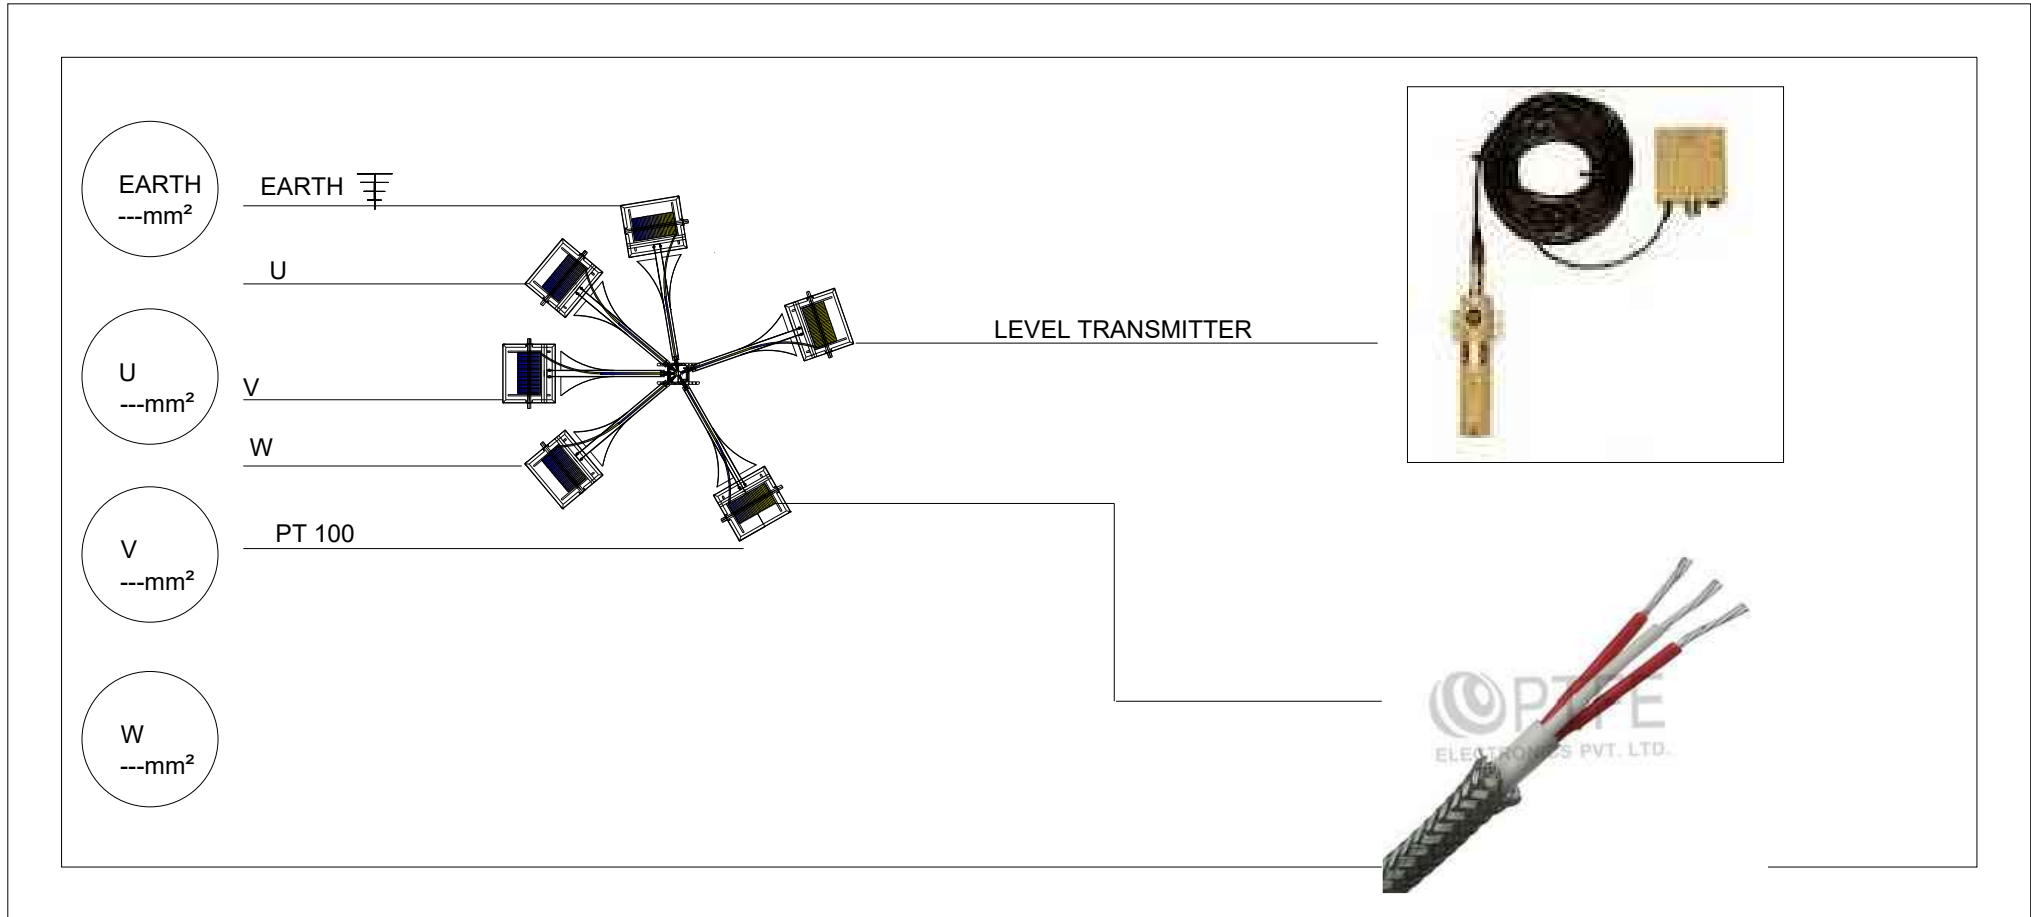 EARTH
---mm²
EARTH
U
U
---mm²
V
W
V
---mm²
PT 100
W
---mm²
LEVEL TRANSMITTER
PTFE
ELECTRONICS PVT. LTD.